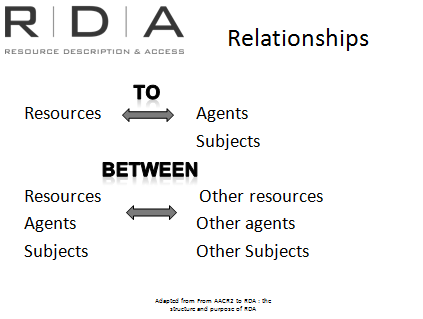 R | D | A
RESOURCE DESCRIPTION & ACCESS
Relationships
TO
Resources Agents
Subjects
BETWEEN
Resources Other resources
Agents Other agents
Subjects Other Subjects
Adapted from From AACR2 to RDA : the
structure and purpose of RDA